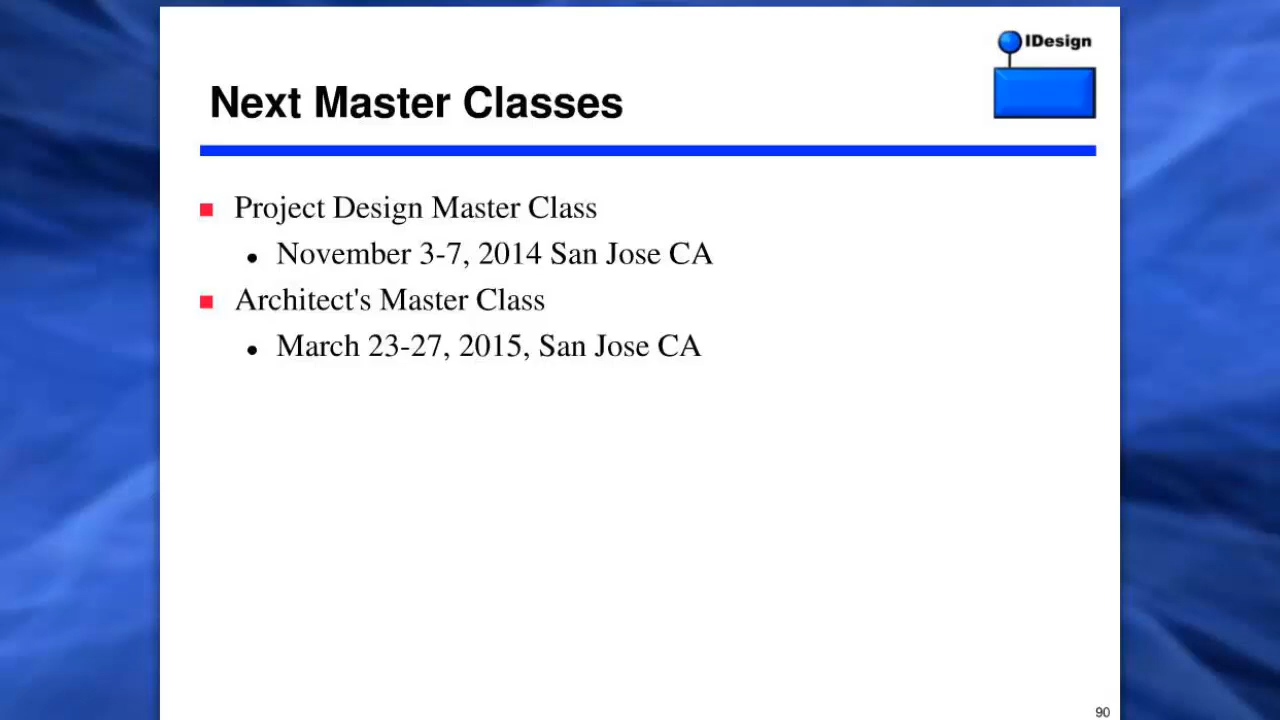 IDesign
Next Master Classes
Project Design Master Class
November 3-7, 2014 San Jose CA
Architect's Master Class
March 23-27, 2015, San Jose CA
90